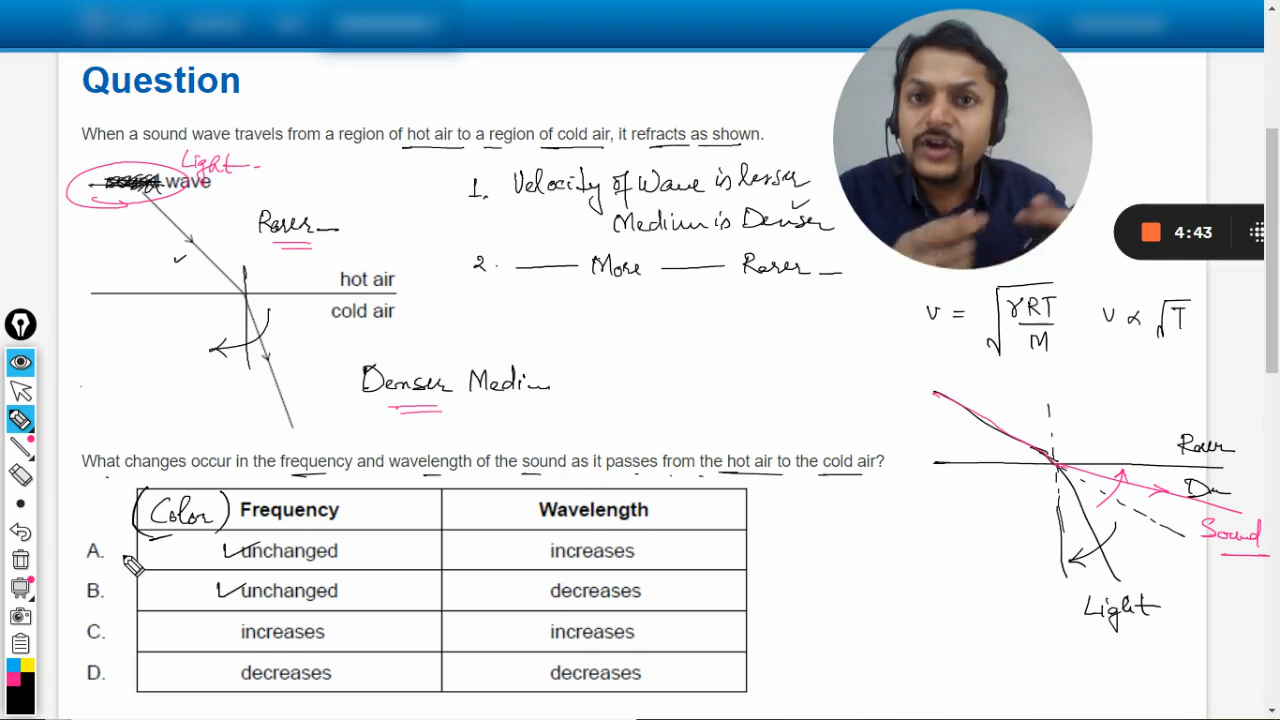 Question
When a sound wave travels from a region of hot air to a region of cold air, it refracts as shown.
Light
wave
1. Velocity of Wave is lesser
Medium is Denser
2. —— More —— Rarer
Rarer
hot air
cold air
Denser Mediu
4:43
v = √(γRT/M) v ∝ √T
Rarer
Den
Sound
Light
What changes occur in the frequency and wavelength of the sound as it passes from the hot air to the cold air?
(Color) Frequency Wavelength
A. unchanged increases
B. unchanged decreases
C. increases increases
D. decreases decreases